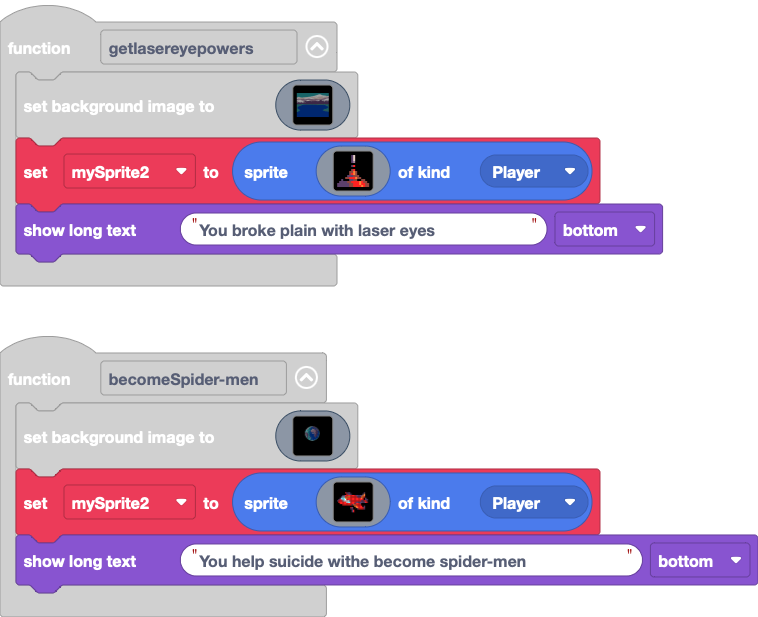 function getlasereyepowers
set background image to
set mySprite2 to sprite of kind Player
show long text "You broke plain with laser eyes" bottom
function becomeSpider-men
set background image to
set mySprite2 to sprite of kind Player
show long text "You help suicide withe become spider-men" bottom